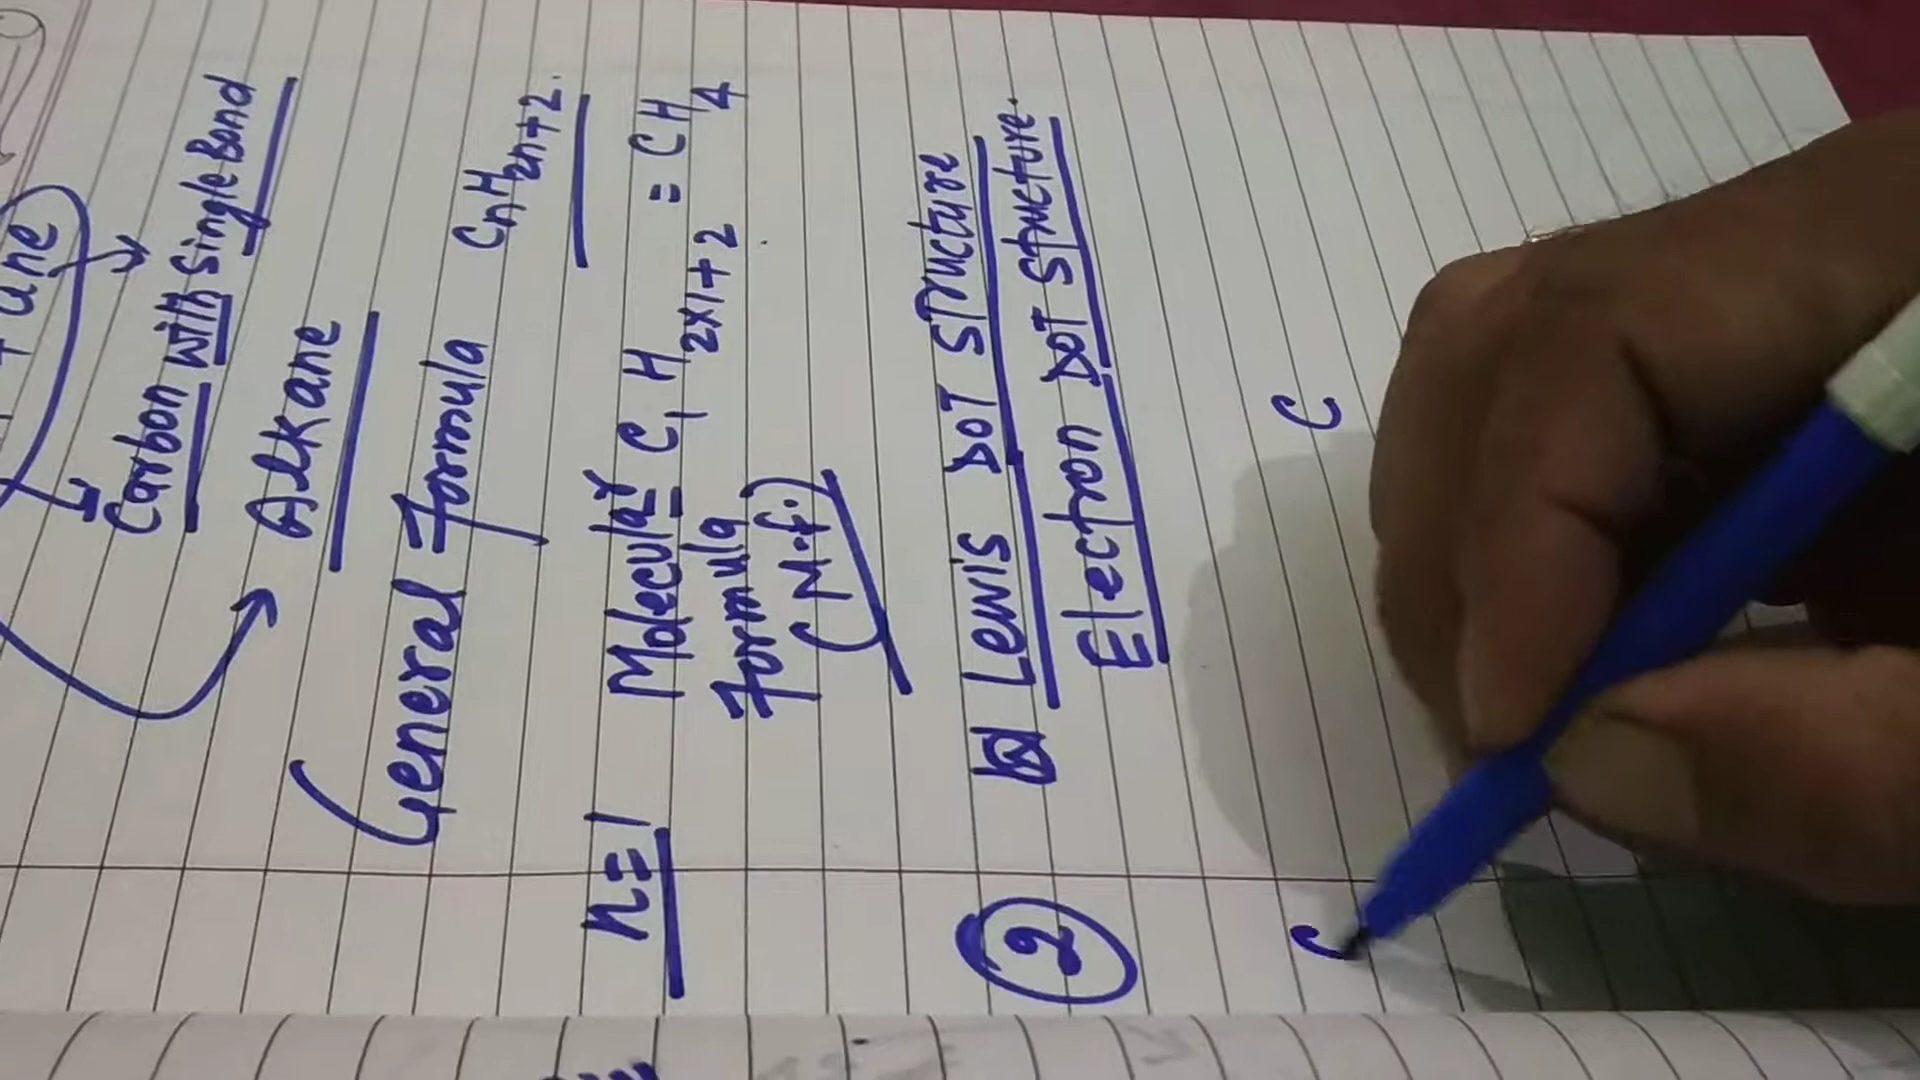 ane
Carbon with Single Bond
Alkane
General Formula CnH2n+2.
n=1 Molecular = C1H2x1+2 = CH4
Formula
(M.f.)
2 Lewis DoT STructure
Electron DoT Structure.
C C